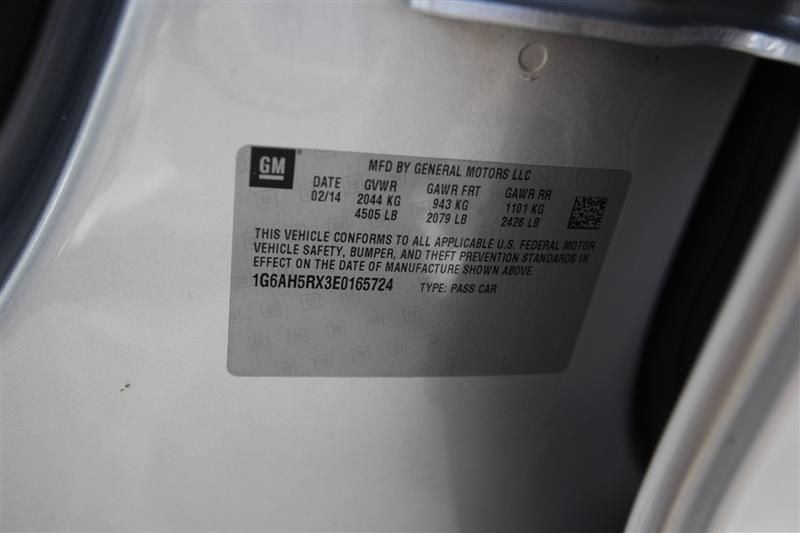 GM
MFD BY GENERAL MOTORS LLC
DATE GVWR GAWR FRT GAWR RR
02/14 2044 KG 943 KG 1101 KG
4505 LB 2079 LB 2426 LB
THIS VEHICLE CONFORMS TO ALL APPLICABLE U.S. FEDERAL MOTOR
VEHICLE SAFETY, BUMPER, AND THEFT PREVENTION STANDARDS IN
EFFECT ON THE DATE OF MANUFACTURE SHOWN ABOVE.
1G6AH5RX3E0165724 TYPE: PASS CAR